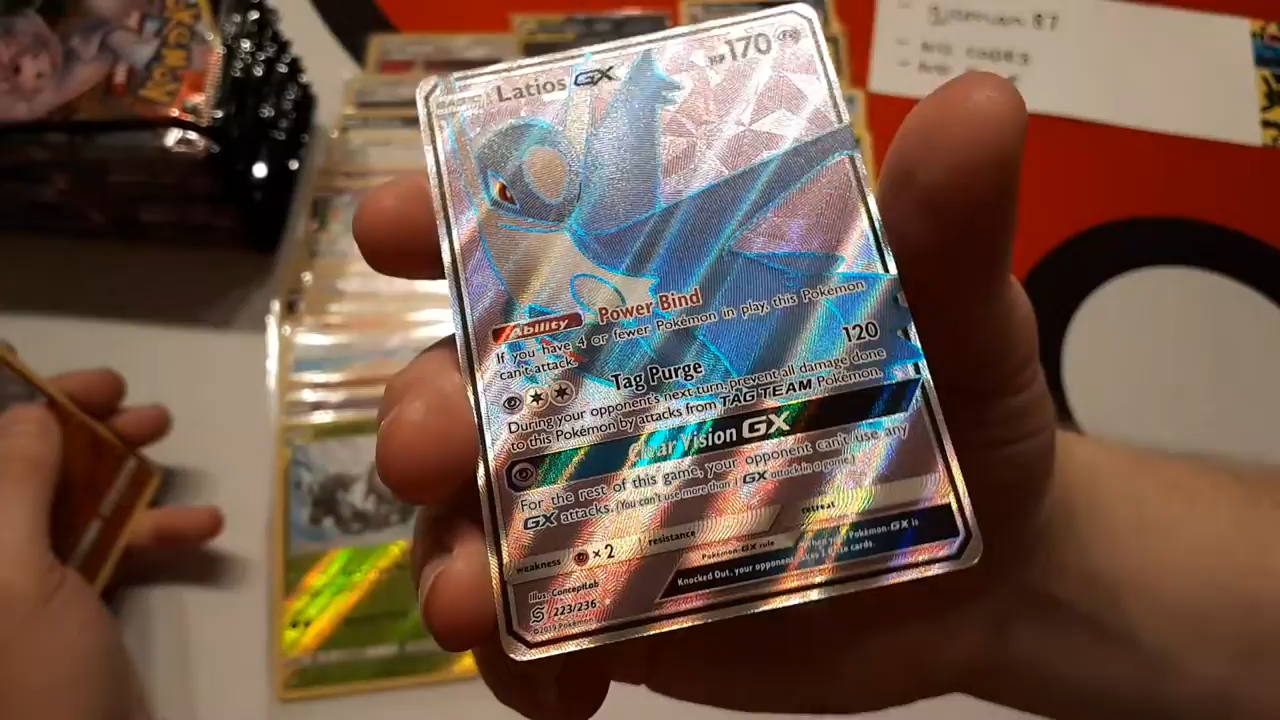 POKÉMON
BASIC
Latios GX
HP 170
Ability Power Bind
If you have 4 or fewer Pokémon in play, this Pokémon
can't attack.
Tag Purge 120
During your opponent's next turn, prevent all damage done
to this Pokémon by attacks from TAG TEAM Pokémon.
Clear Vision GX
For the rest of this game, your opponent can't use any
GX attacks. (You can't use more than 1 GX attack in a game.)
weakness ×2 resistance retreat
Pokémon-GX rule
When your Pokémon-GX is
Knocked Out, your opponent takes 2 Prize cards.
Illus. ConceptLab
223/236
©2019 Pokémon